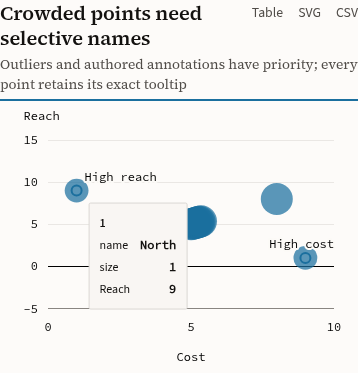 Crowded points need
selective names
Table SVG CSV
Outliers and authored annotations have priority; every
point retains its exact tooltip
Reach
15
High reach
10
1
name North
size 1
Reach 9
5
High cost
0
−5
0 5 10
Cost